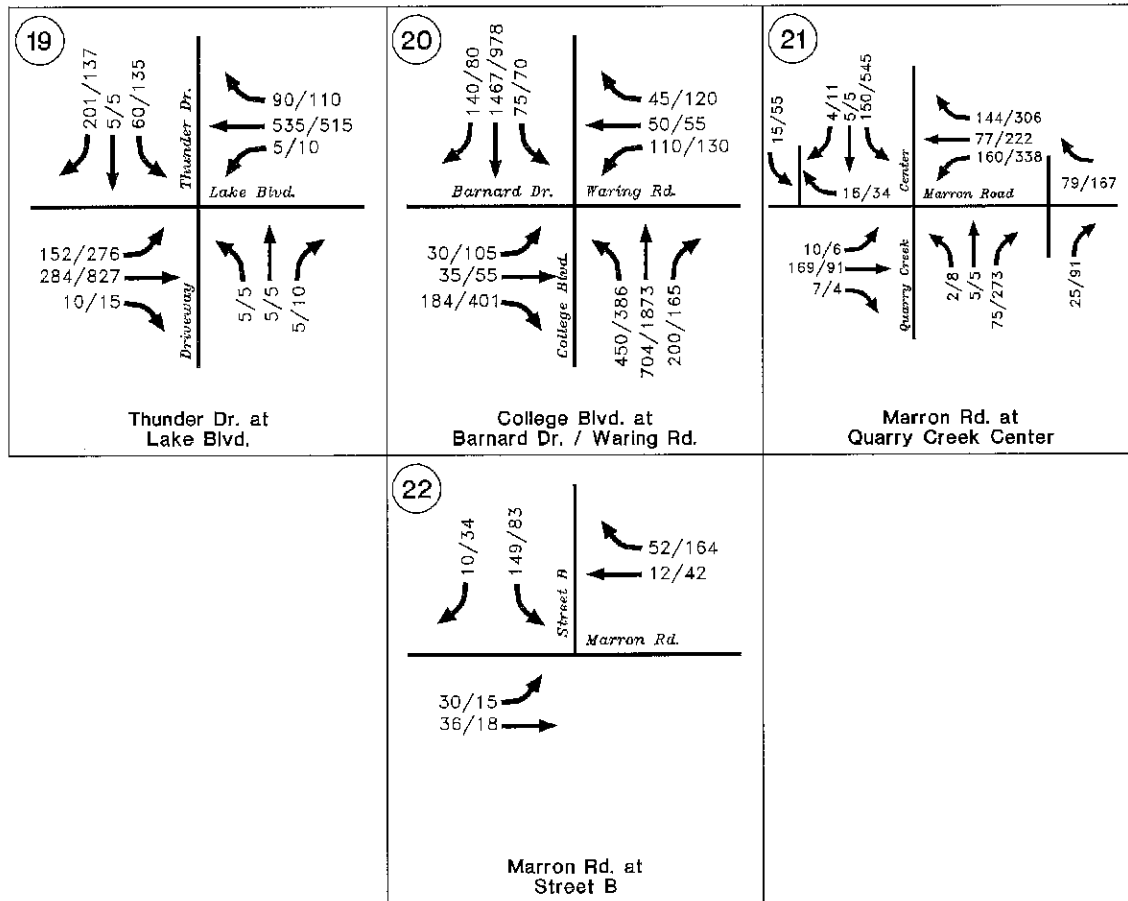 19
201/137
5/5
60/135
Thunder Dr.
90/110
535/515
5/10
Lake Blvd.
152/276
284/827
10/15
Driveway
5/5
5/5
5/10
Thunder Dr. at
Lake Blvd.
20
140/80
1467/978
75/70
45/120
50/55
110/130
Barnard Dr.
Waring Rd.
30/105
35/55
184/401
College Blvd.
450/386
704/1873
200/165
College Blvd. at
Barnard Dr. / Waring Rd.
21
15/55
4/11
5/5
150/545
Center
144/306
77/222
160/338
16/34
Marron Road
79/167
10/6
169/91
7/4
Quarry Creek
2/8
5/5
75/273
25/91
Marron Rd. at
Quarry Creek Center
22
10/34
149/83
Street B
52/164
12/42
Marron Rd.
30/15
36/18
Marron Rd. at
Street B